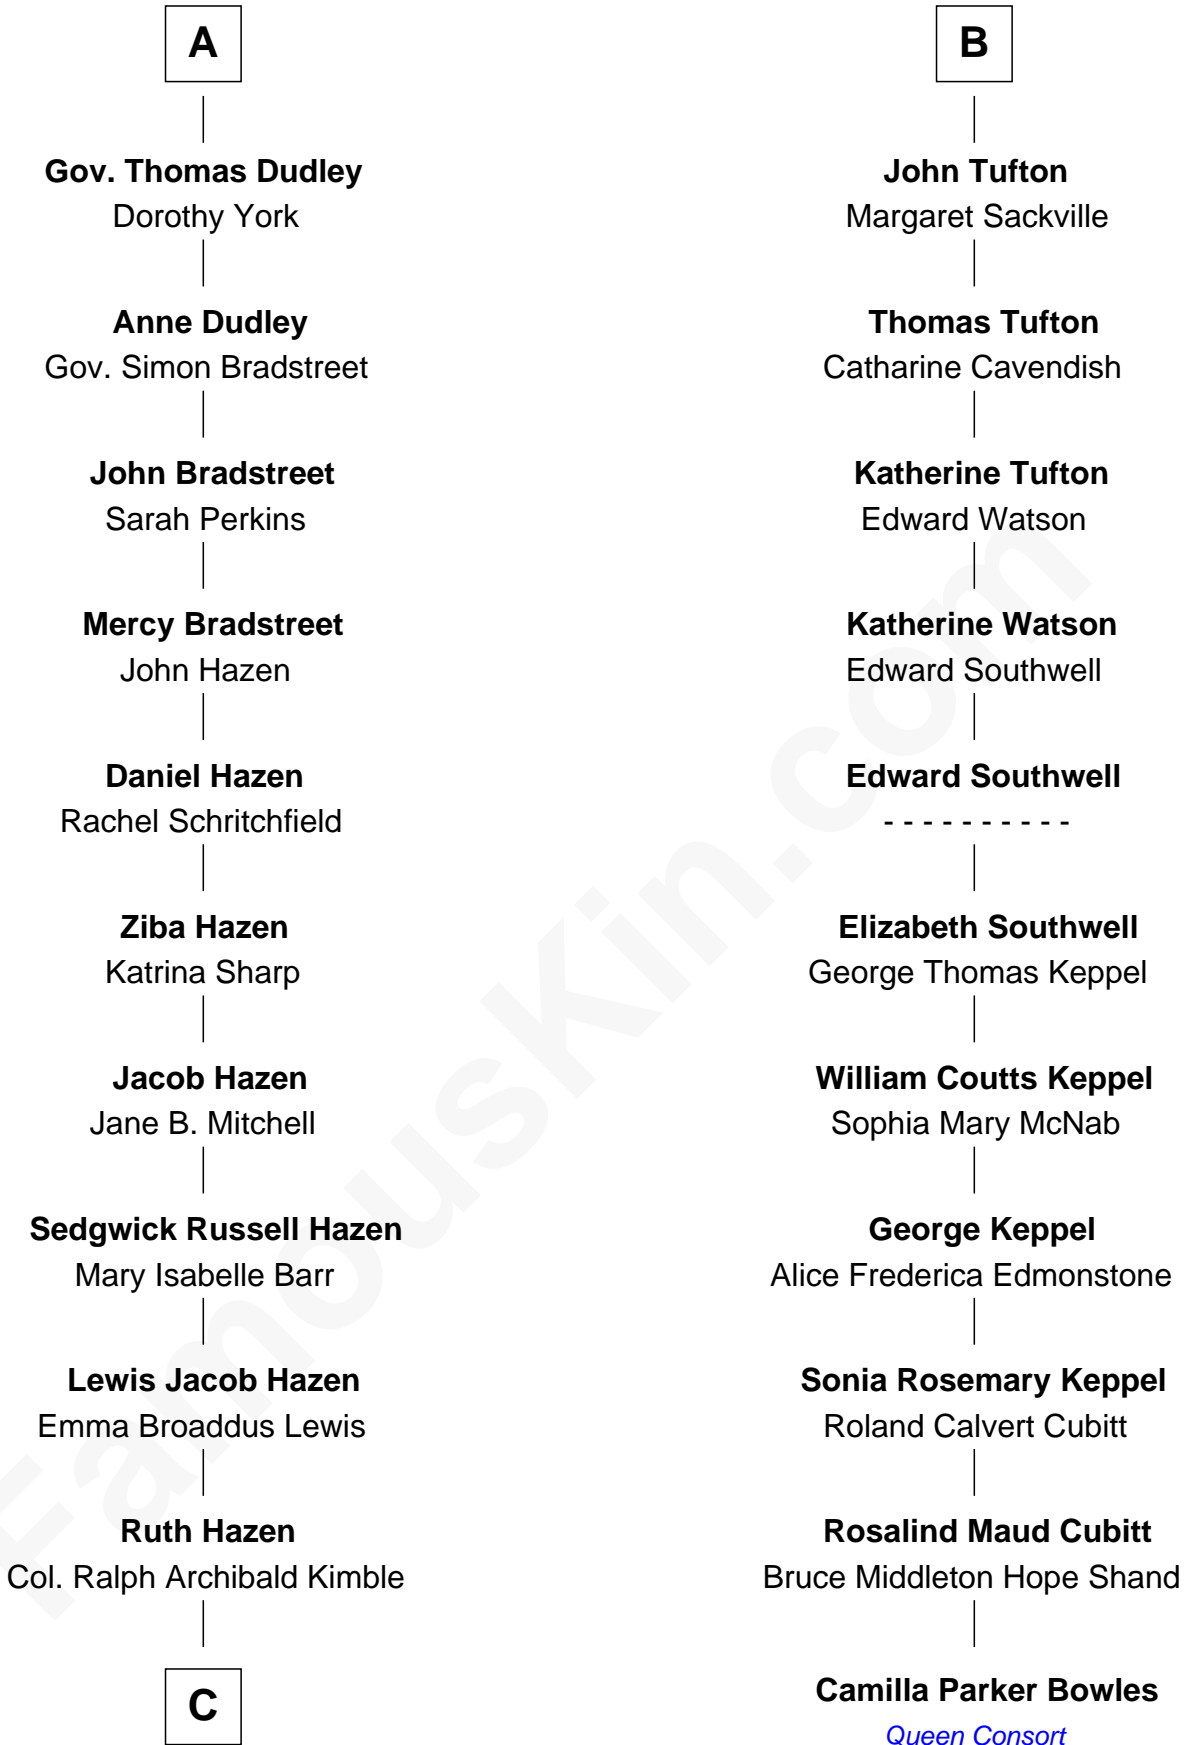 A
Gov. Thomas Dudley
Dorothy York
Anne Dudley
Gov. Simon Bradstreet
John Bradstreet
Sarah Perkins
Mercy Bradstreet
John Hazen
Daniel Hazen
Rachel Schritchfield
Ziba Hazen
Katrina Sharp
Jacob Hazen
Jane B. Mitchell
Sedgwick Russell Hazen
Mary Isabelle Barr
Lewis Jacob Hazen
Emma Broaddus Lewis
Ruth Hazen
Col. Ralph Archibald Kimble
C
B
John Tufton
Margaret Sackville
Thomas Tufton
Catharine Cavendish
Katherine Tufton
Edward Watson
Katherine Watson
Edward Southwell
Edward Southwell
- - - - - - - - - -
Elizabeth Southwell
George Thomas Keppel
William Coutts Keppel
Sophia Mary McNab
George Keppel
Alice Frederica Edmonstone
Sonia Rosemary Keppel
Roland Calvert Cubitt
Rosalind Maud Cubitt
Bruce Middleton Hope Shand
Camilla Parker Bowles
Queen Consort
FamousKin.com